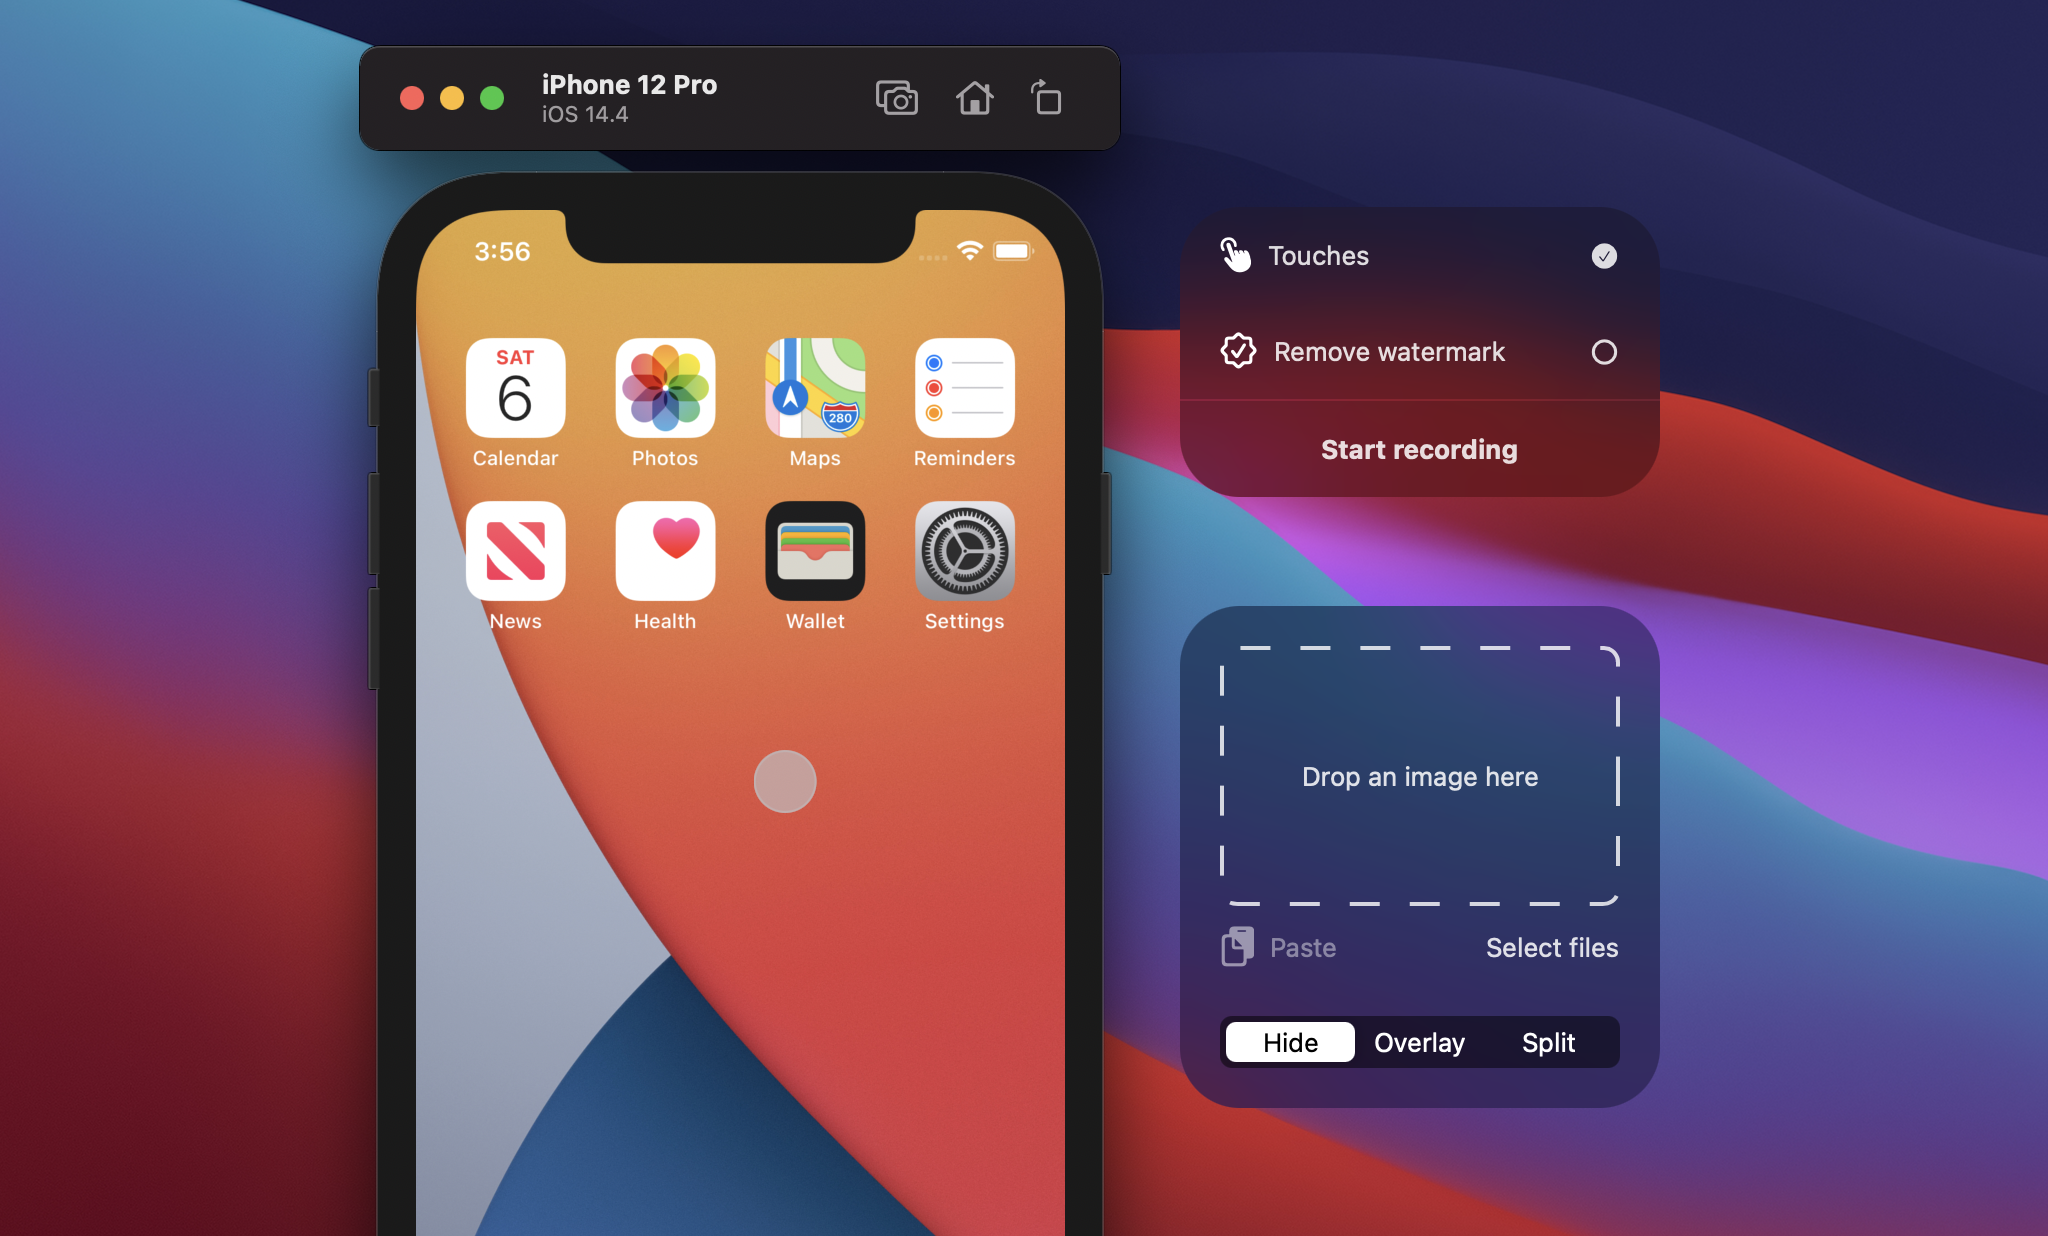 iPhone 12 Pro
iOS 14.4
3:56
SAT
6
280
Calendar
Photos
Maps
Reminders
News
Health
Wallet
Settings
Touches
Remove watermark
Start recording
Drop an image here
Paste
Select files
Hide
Overlay
Split